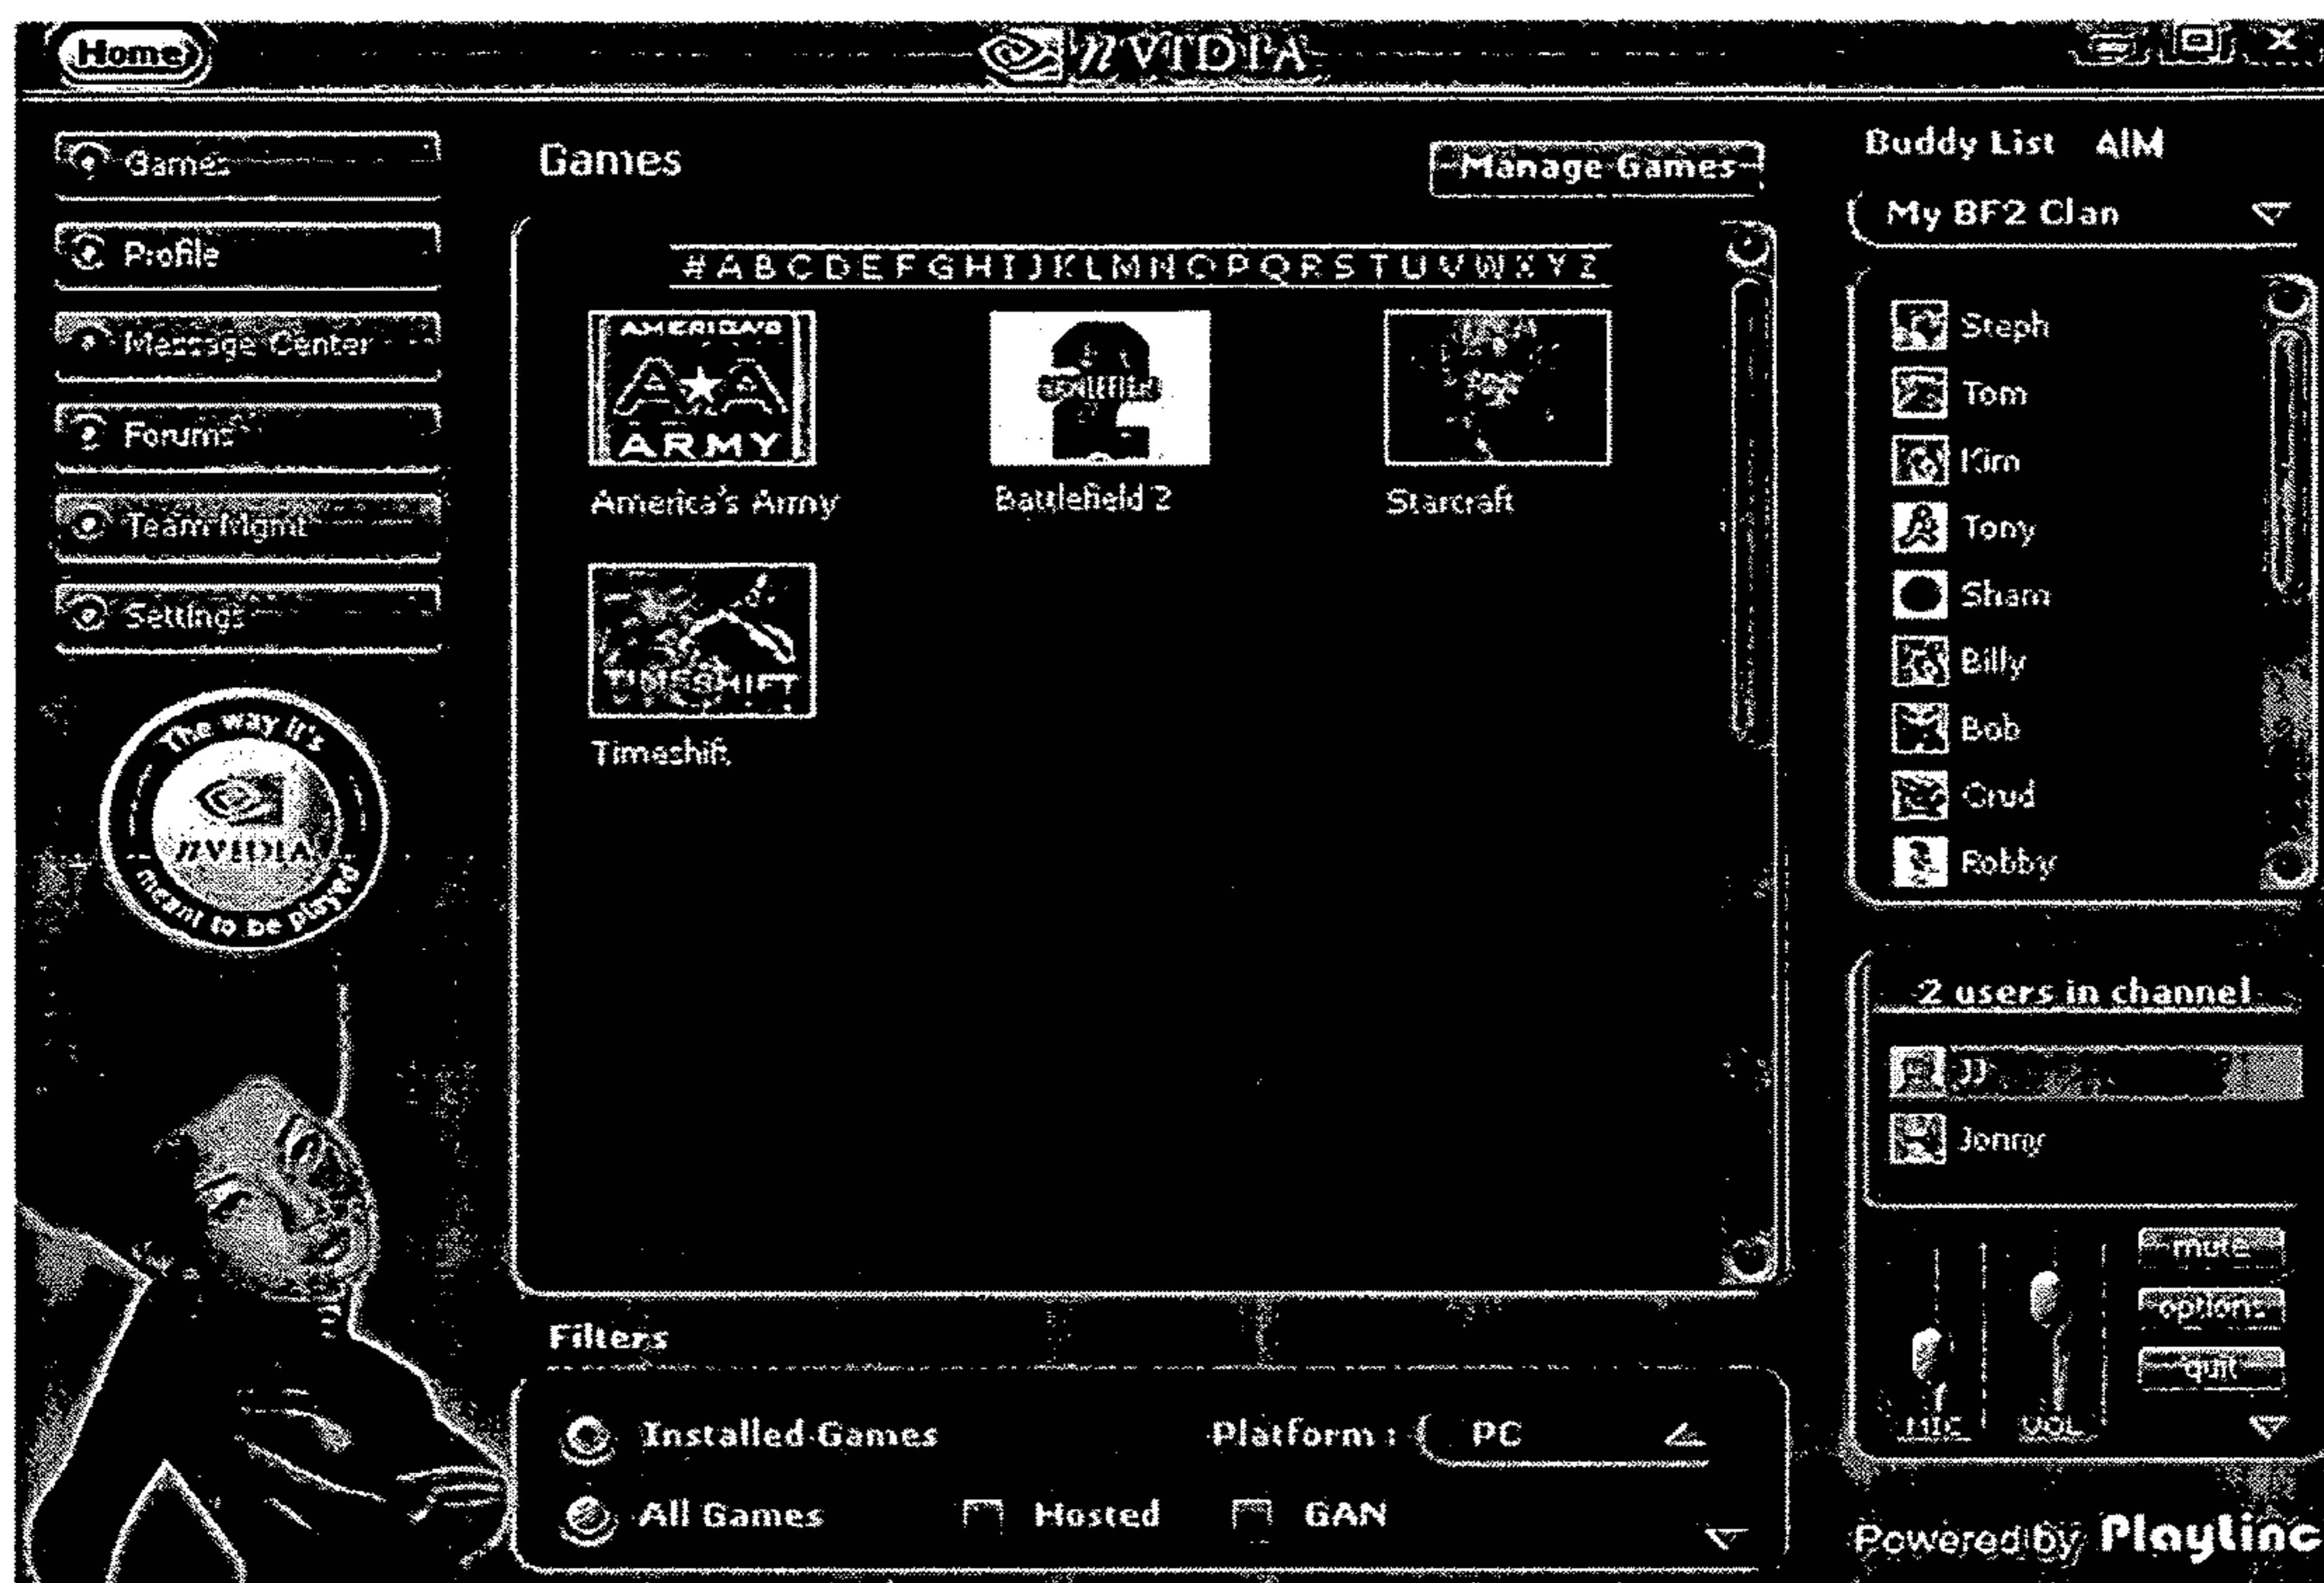 Home
nVIDIA
Games
Profile
Message Center
Forums
Team Mgmt
Settings
The way it's
nVIDIA
meant to be played
Games
Manage Games
# A B C D E F G H I J K L M N O P Q R S T U V W X Y Z
AMERICA'S
ARMY
America's Army
Battlefield 2
Starcraft
TIMESHIFT
Timeshift
Filters
Installed Games
Platform : PC
All Games
Hosted
GAN
Buddy List AIM
My BF2 Clan
Staph
Tom
Kim
Tony
Sham
Billy
Bob
Crud
Robby
2 users in channel
JJ
Jonny
mute
options
quit
MIC
VOL
Powered by PlayLinc